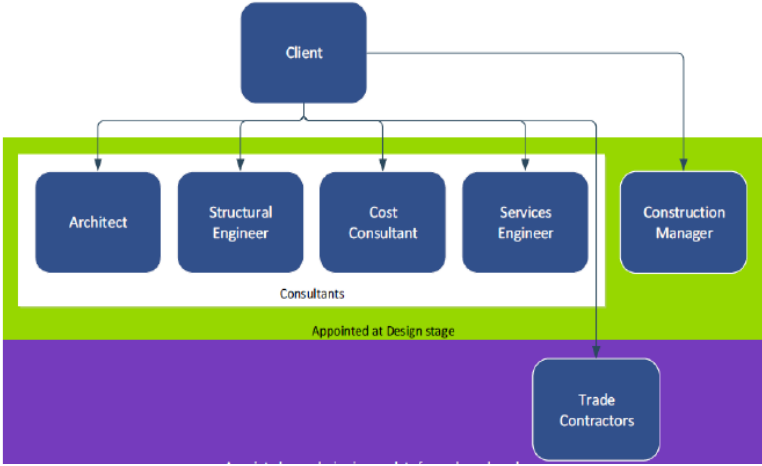 Client
Architect
Structural
Engineer
Cost
Consultant
Services
Engineer
Construction
Manager
Consultants
Appointed at Design stage
Trade
Contractors